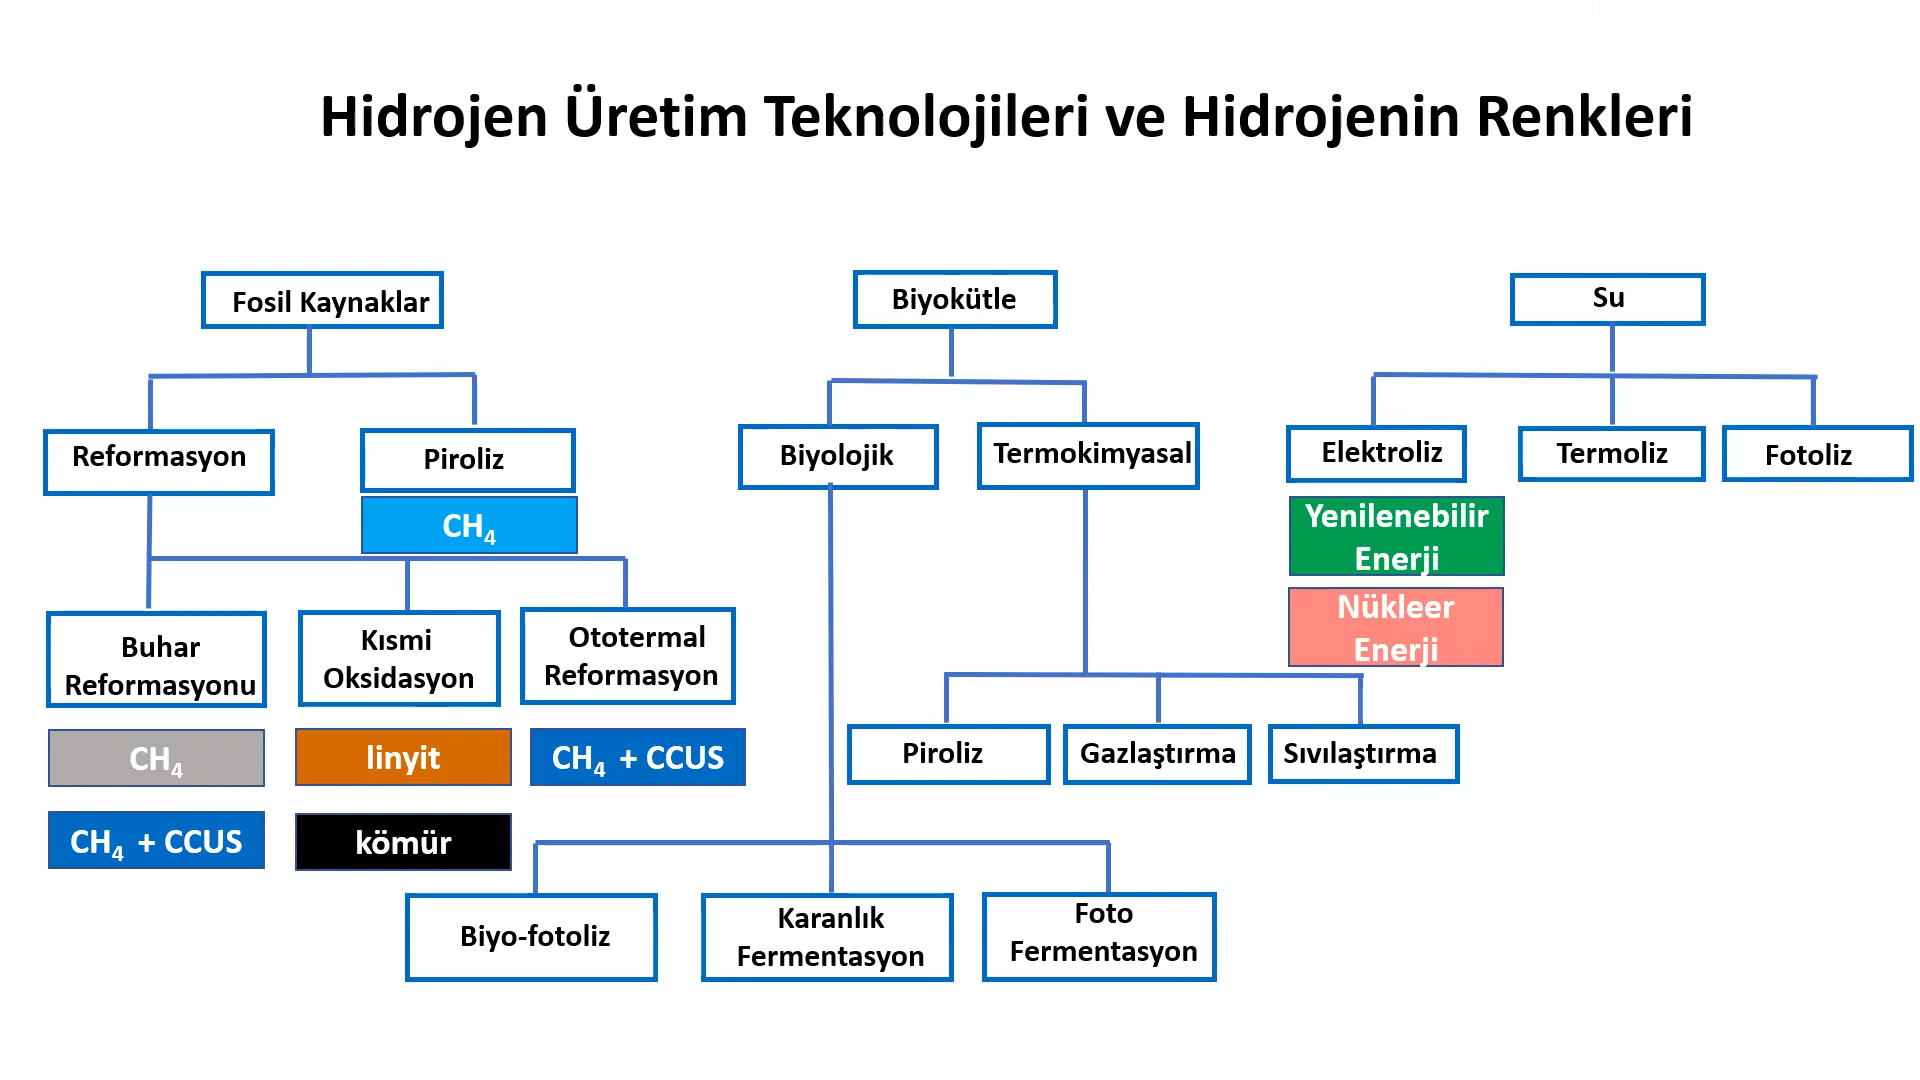 Hidrojen Üretim Teknolojileri ve Hidrojenin Renkleri
Fosil Kaynaklar
Biyokütle
Su
Reformasyon
Piroliz
CH₄
Biyolojik
Termokimyasal
Elektroliz
Termoliz
Fotoliz
Yenilenebilir
Enerji
Nükleer
Enerji
Buhar
Reformasyonu
Kısmi
Oksidasyon
Ototermal
Reformasyon
CH₄
linyit
CH₄ + CCUS
CH₄ + CCUS
kömür
Piroliz
Gazlaştırma
Sıvılaştırma
Biyo-fotoliz
Karanlık
Fermentasyon
Foto
Fermentasyon